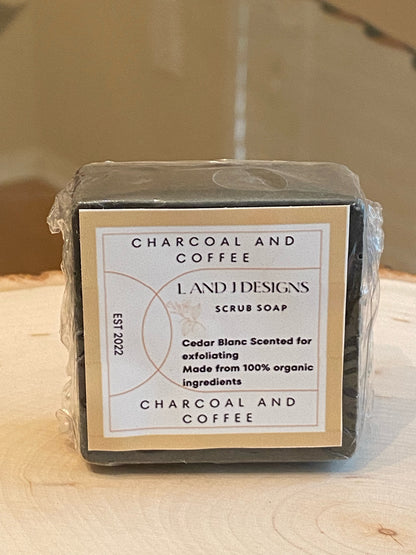 CHARCOAL AND
COFFEE
L AND J DESIGNS
SCRUB SOAP
EST 2022
Cedar Blanc Scented for
exfoliating
Made from 100% organic
ingredients
CHARCOAL AND
COFFEE